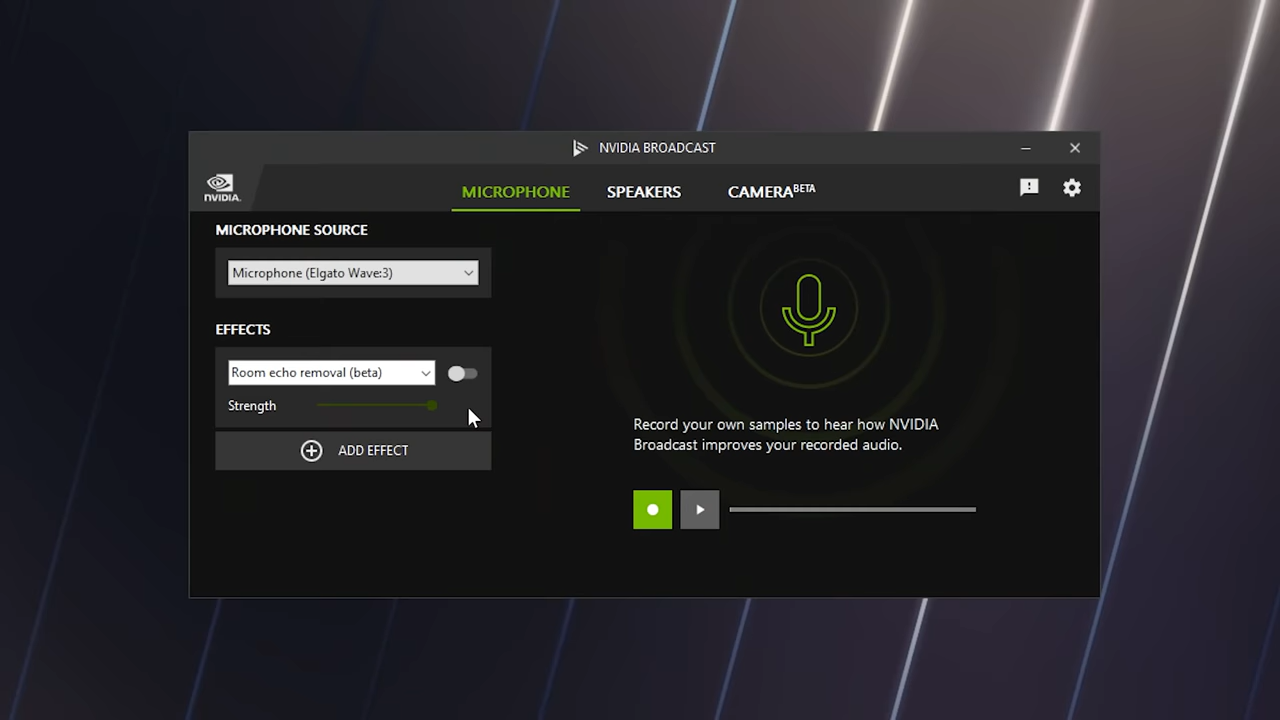 NVIDIA BROADCAST
NVIDIA.
MICROPHONE
SPEAKERS
CAMERABETA
MICROPHONE SOURCE
Microphone (Elgato Wave:3)
EFFECTS
Room echo removal (beta)
Strength
ADD EFFECT
Record your own samples to hear how NVIDIA
Broadcast improves your recorded audio.